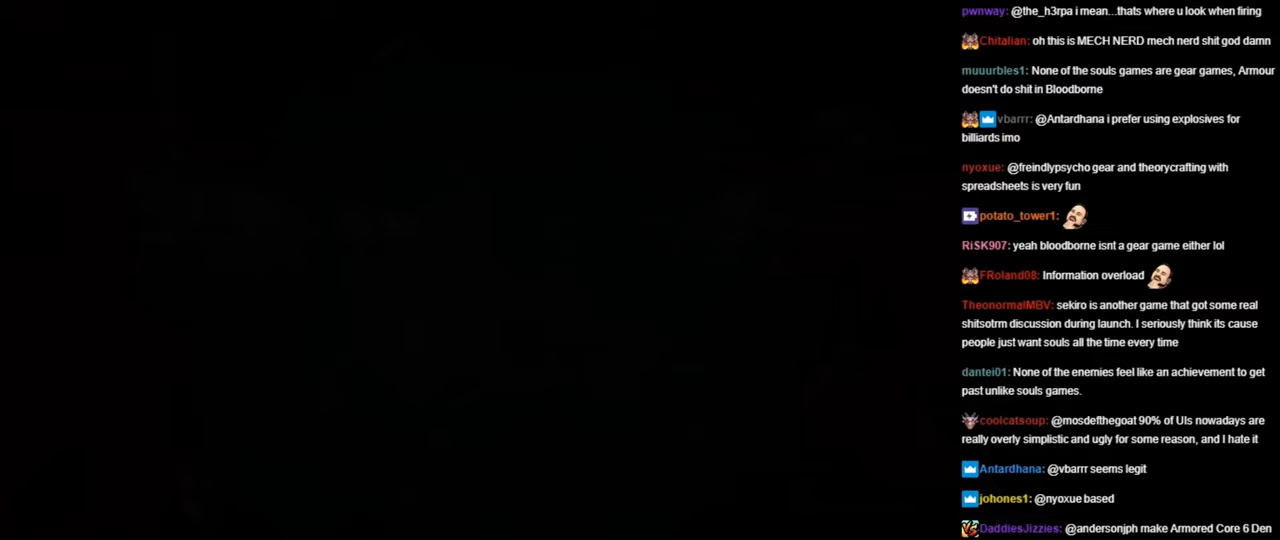 pwnway: @the_h3rpa i mean...thats where u look when firing
Chitalian: oh this is MECH NERD mech nerd shit god damn
muuurbles1: None of the souls games are gear games, Armour
doesn't do shit in Bloodborne
vbarrr: @Antardhana i prefer using explosives for
billiards imo
nyoxue: @freindlypsycho gear and theorycrafting with
spreadsheets is very fun
potato_tower1:
RiSK907: yeah bloodborne isnt a gear game either lol
FRoland08: Information overload
TheonormalMBV: sekiro is another game that got some real
shitsotrm discussion during launch. I seriously think its cause
people just want souls all the time every time
dantei01: None of the enemies feel like an achievement to get
past unlike souls games.
coolcatsoup: @mosdefthegoat 90% of UIs nowadays are
really overly simplistic and ugly for some reason, and I hate it
Antardhana: @vbarrr seems legit
johones1: @nyoxue based
DaddiesJizzies: @andersonjph make Armored Core 6 Den